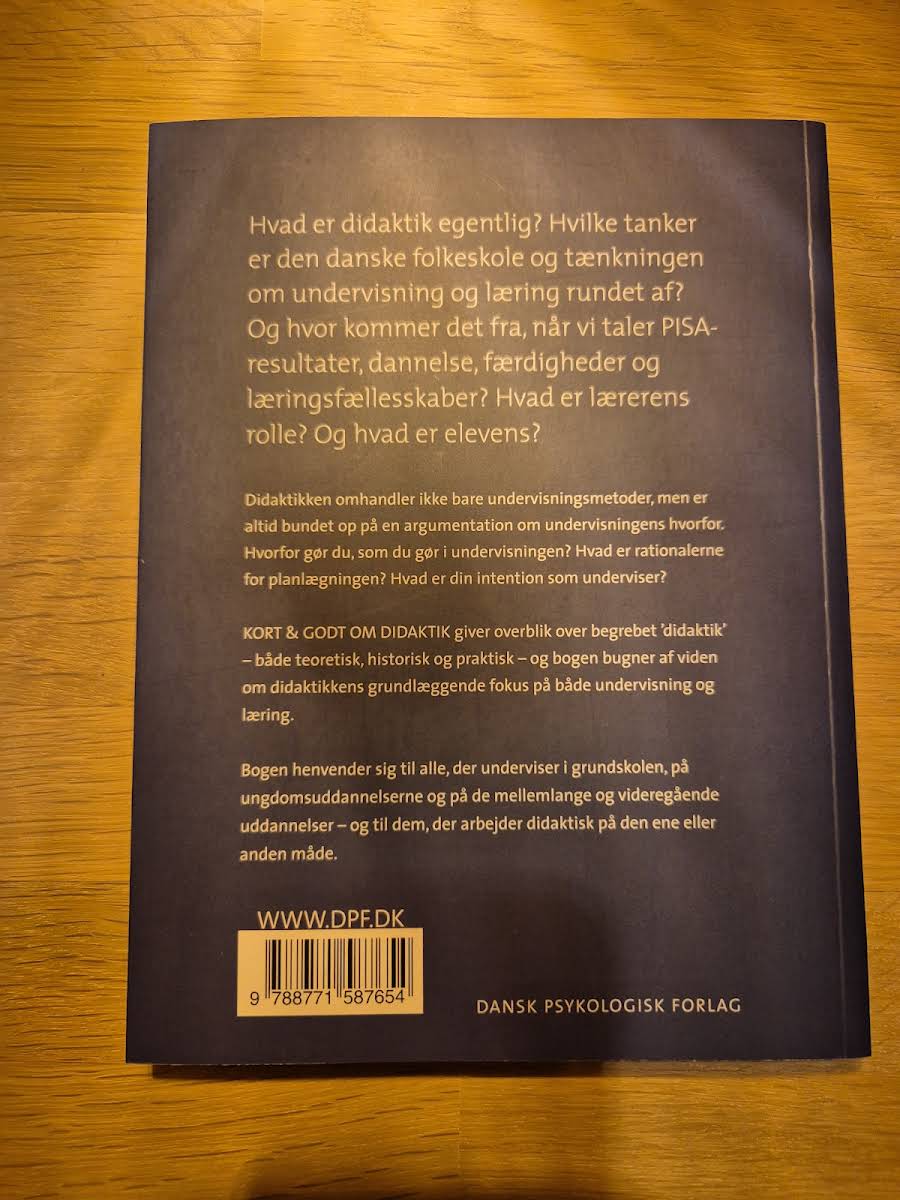 Hvad er didaktik egentlig? Hvilke tanker
er den danske folkeskole og tænkningen
om undervisning og læring rundet af?
Og hvor kommer det fra, når vi taler PISA-
resultater, dannelse, færdigheder og
læringsfællesskaber? Hvad er lærerens
rolle? Og hvad er elevens?
Didaktikken omhandler ikke bare undervisningsmetoder, men er
altid bundet op på en argumentation om undervisningens hvorfor.
Hvorfor gør du, som du gør i undervisningen? Hvad er rationalerne
for planlægningen? Hvad er din intention som underviser?
KORT & GODT OM DIDAKTIK giver overblik over begrebet 'didaktik'
– både teoretisk, historisk og praktisk – og bogen bugner af viden
om didaktikkens grundlæggende fokus på både undervisning og
læring.
Bogen henvender sig til alle, der underviser i grundskolen, på
ungdomsuddannelserne og på de mellemlange og videregående
uddannelser – og til dem, der arbejder didaktisk på den ene eller
anden måde.
WWW.DPF.DK
9 788771 587654
DANSK PSYKOLOGISK FORLAG